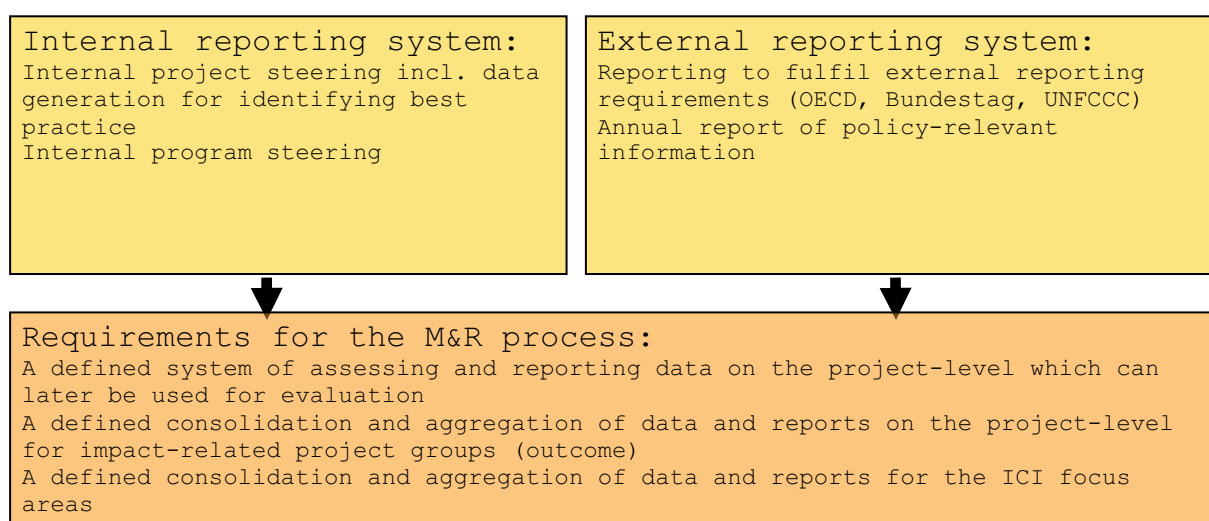 Internal reporting system:
Internal project steering incl. data
generation for identifying best
practice
Internal program steering
External reporting system:
Reporting to fulfil external reporting
requirements (OECD, Bundestag, UNFCCC)
Annual report of policy-relevant
information
Requirements for the M&R process:
A defined system of assessing and reporting data on the project-level which can
later be used for evaluation
A defined consolidation and aggregation of data and reports on the project-level
for impact-related project groups (outcome)
A defined consolidation and aggregation of data and reports for the ICI focus
areas